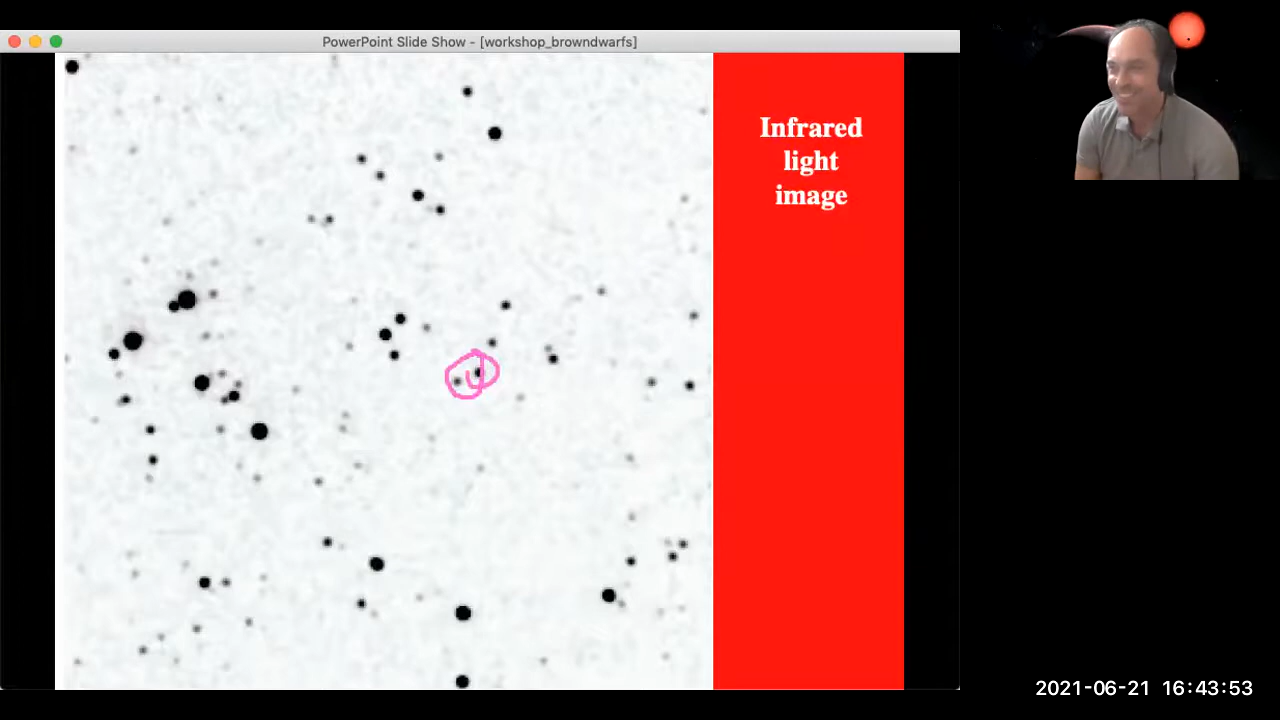 PowerPoint Slide Show - [workshop_browndwarfs]
Infrared
light
image
2021-06-21 16:43:53